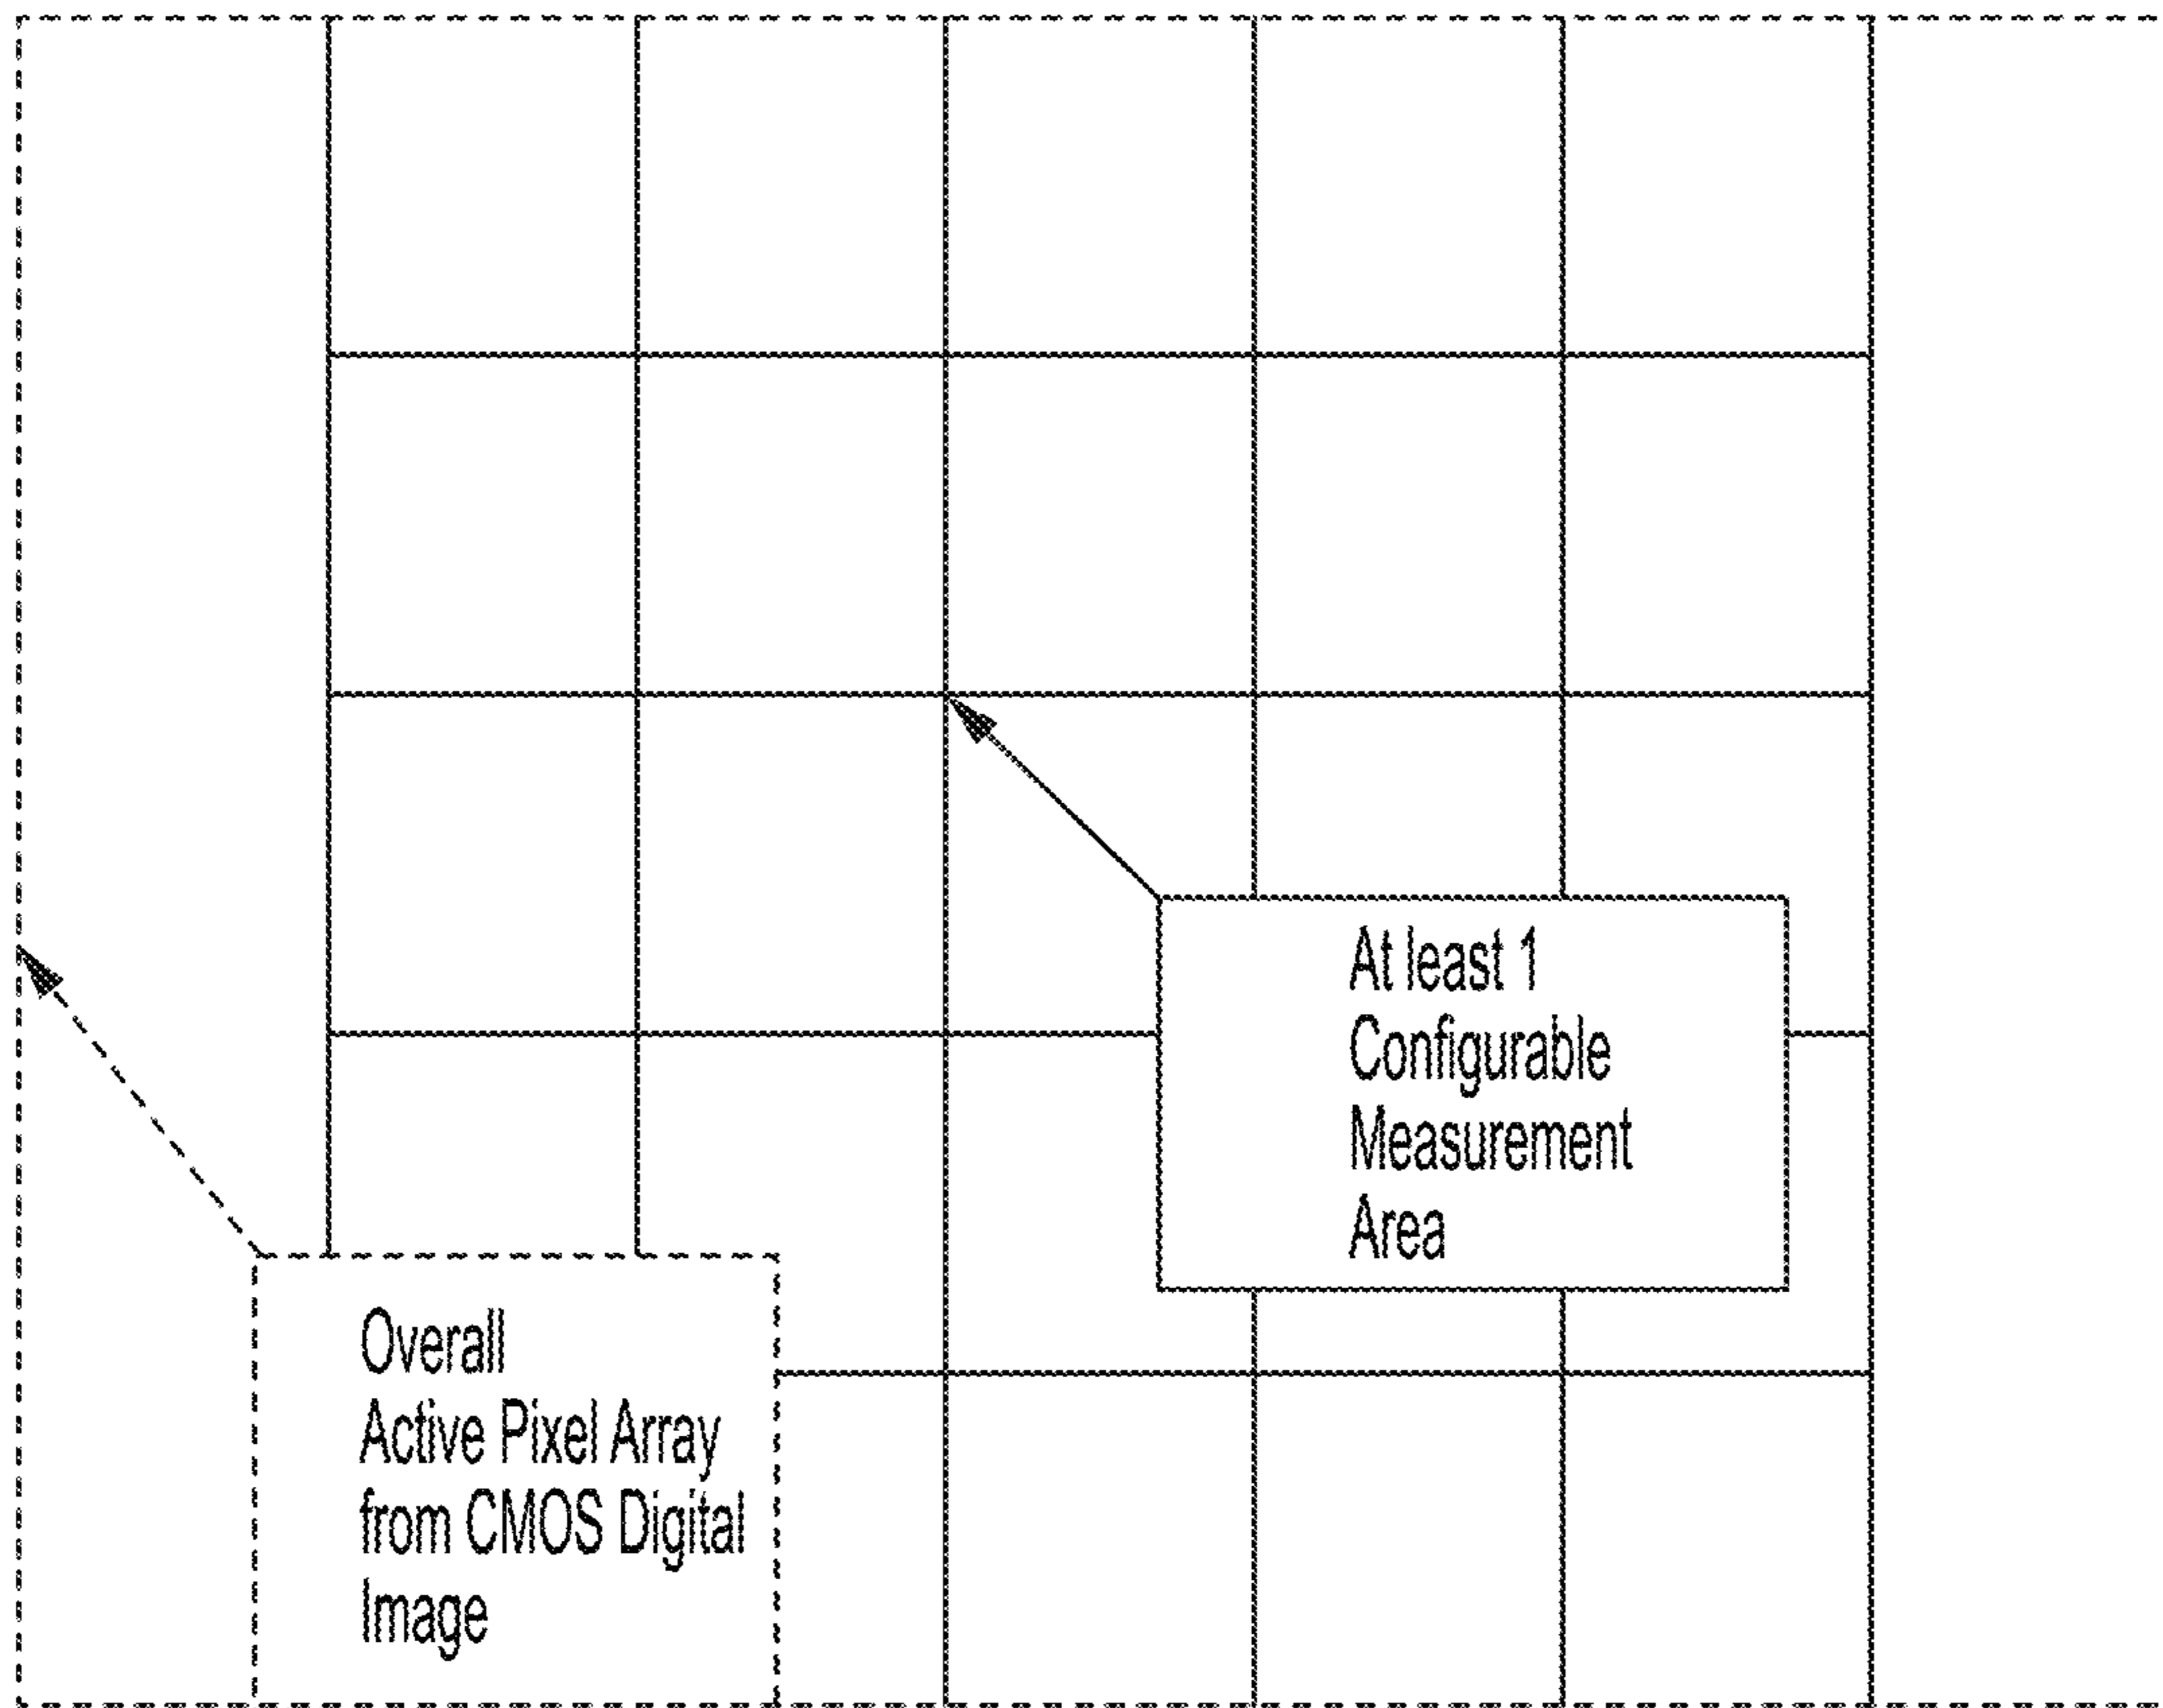 At least 1
Configurable
Measurement
Area
Overall
Active Pixel Array
from CMOS Digital
Image